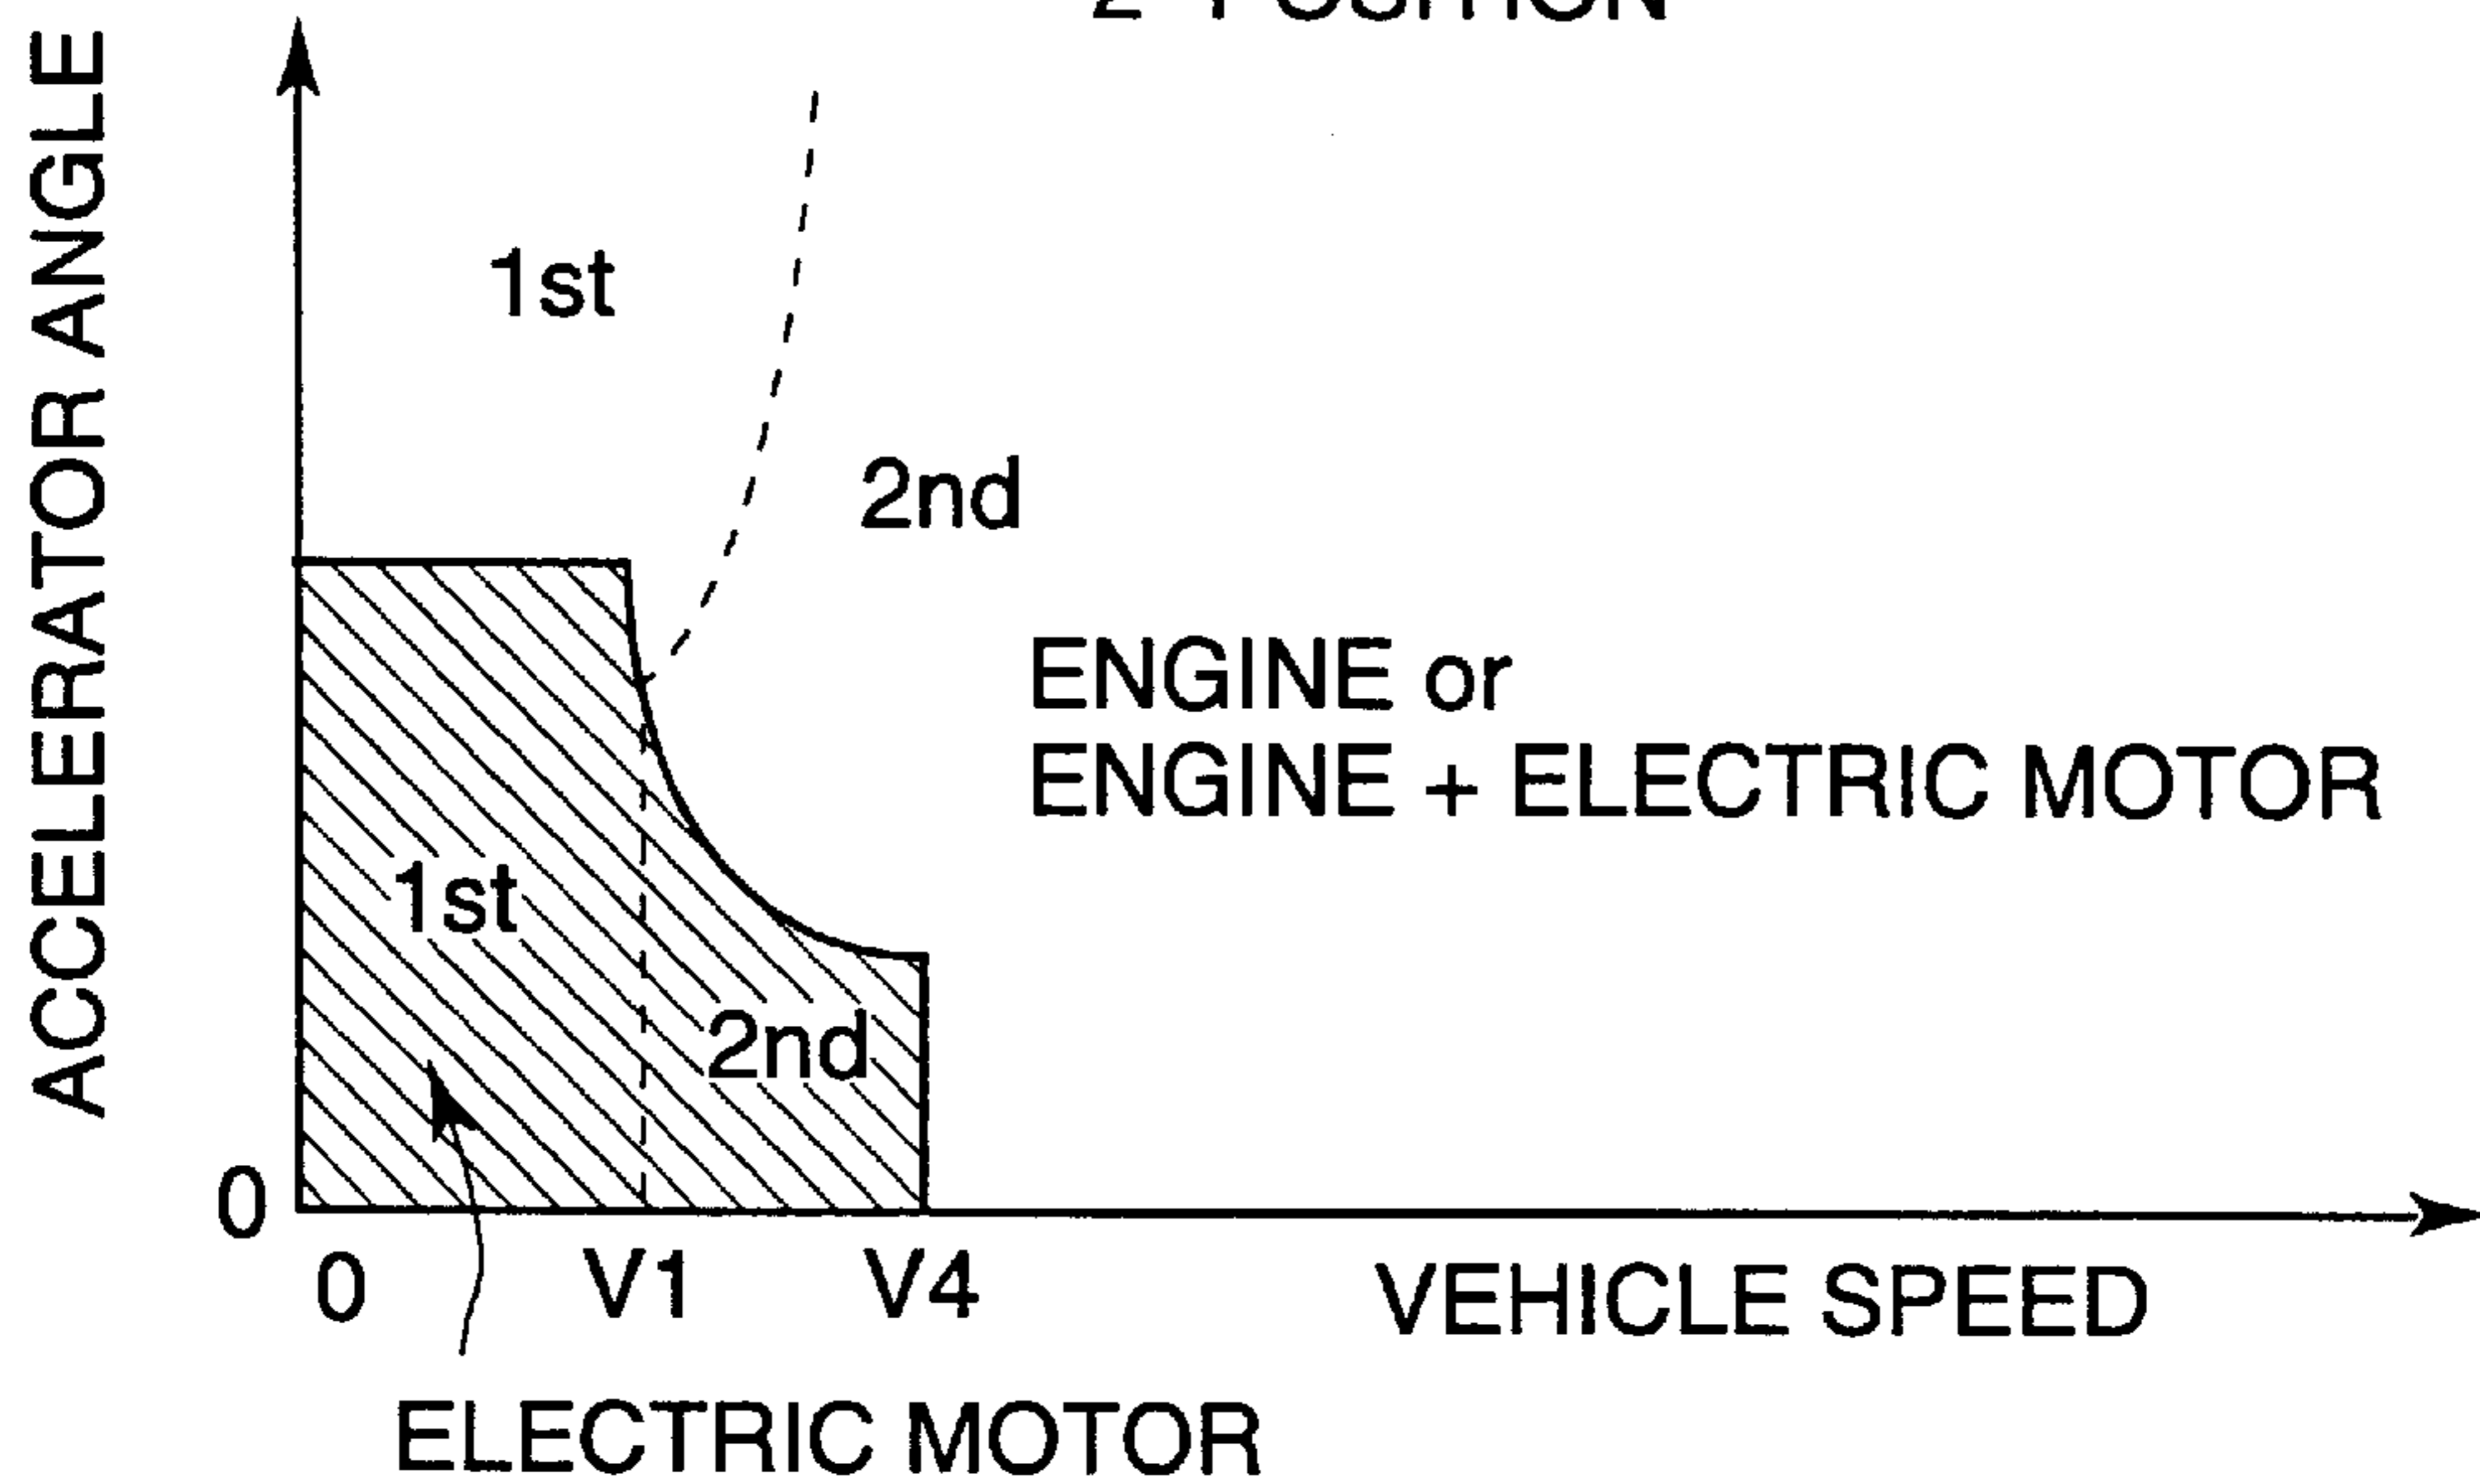 ACCELERATOR ANGLE
1st
2nd
ENGINE or
ENGINE + ELECTRIC MOTOR
1st
2nd
0
0
V1
V4
VEHICLE SPEED
ELECTRIC MOTOR